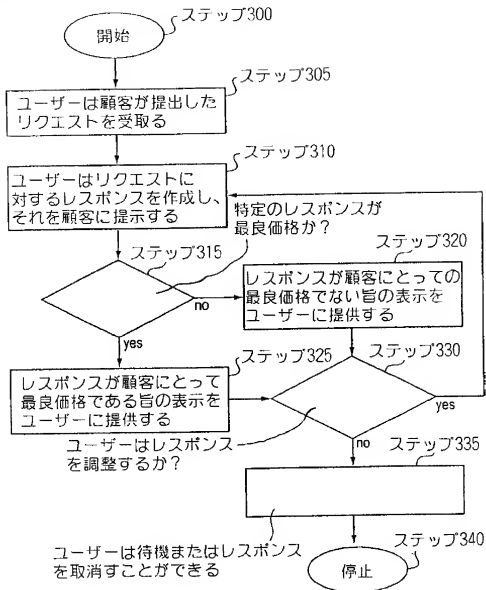 ステップ300
開始
ステップ305
ユーザーは顧客が提出した
リクエストを受取る
ステップ310
ユーザーはリクエストに
対するレスポンスを作成し、
それを顧客に提示する
特定のレスポンスが
最良価格か?
ステップ315
no
yes
ステップ320
レスポンスが顧客にとっての
最良価格でない旨の表示を
ユーザーに提供する
ステップ325
レスポンスが顧客にとって
最良価格である旨の表示を
ユーザーに提供する
ステップ330
yes
no
ユーザーはレスポンス
を調整するか?
ステップ335
ユーザーは待機またはレスポンス
を取消すことができる
ステップ340
停止